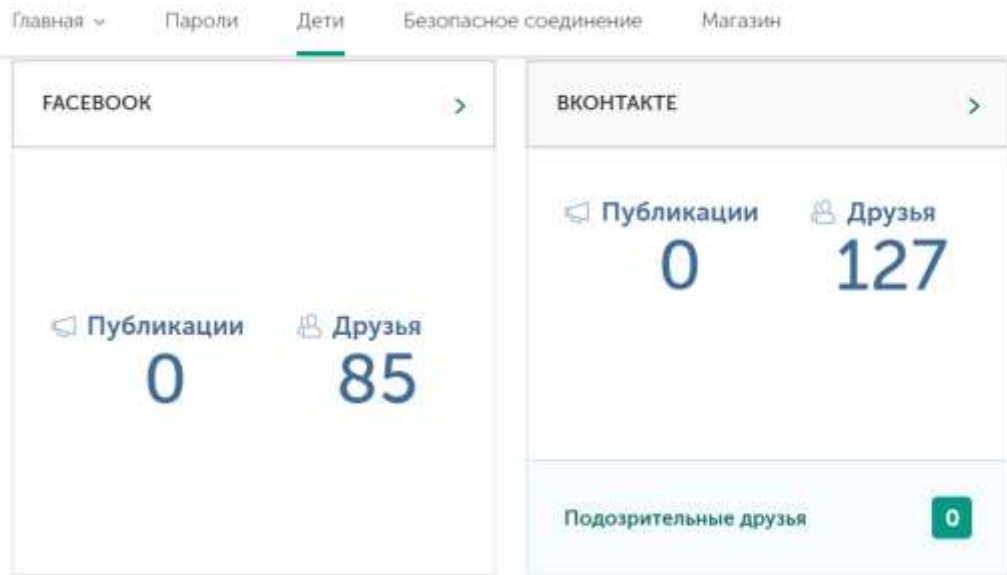 Главная Пароли Дети Безопасное соединение Магазин
FACEBOOK
Публикации Друзья
0 85
ВКОНТАКТЕ
Публикации Друзья
0 127
Подозрительные друзья 0